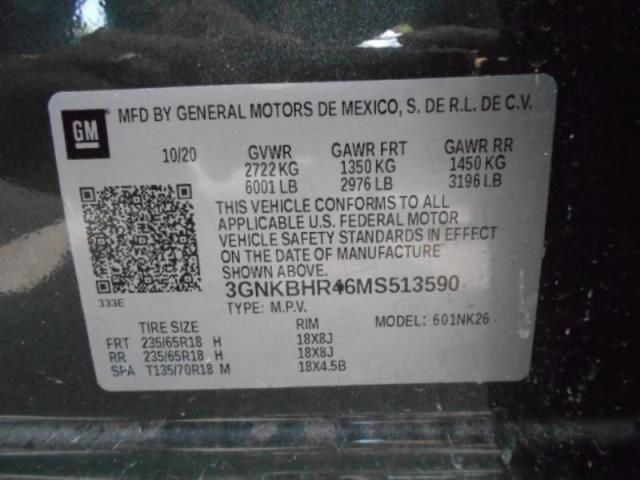 GM
MFD BY GENERAL MOTORS DE MEXICO, S. DE R.L. DE C.V.
10/20 GVWR GAWR FRT GAWR RR
2722 KG 1350 KG 1450 KG
6001 LB 2976 LB 3196 LB
THIS VEHICLE CONFORMS TO ALL
APPLICABLE U.S. FEDERAL MOTOR
VEHICLE SAFETY STANDARDS IN EFFECT
ON THE DATE OF MANUFACTURE
SHOWN ABOVE.
333E
3GNKBHR46MS513590
TYPE: M.P.V.
TIRE SIZE RIM MODEL: 601NK26
FRT 235/65R18 H 18X8J
RR 235/65R18 H 18X8J
SPA T135/70R18 M 18X4.5B